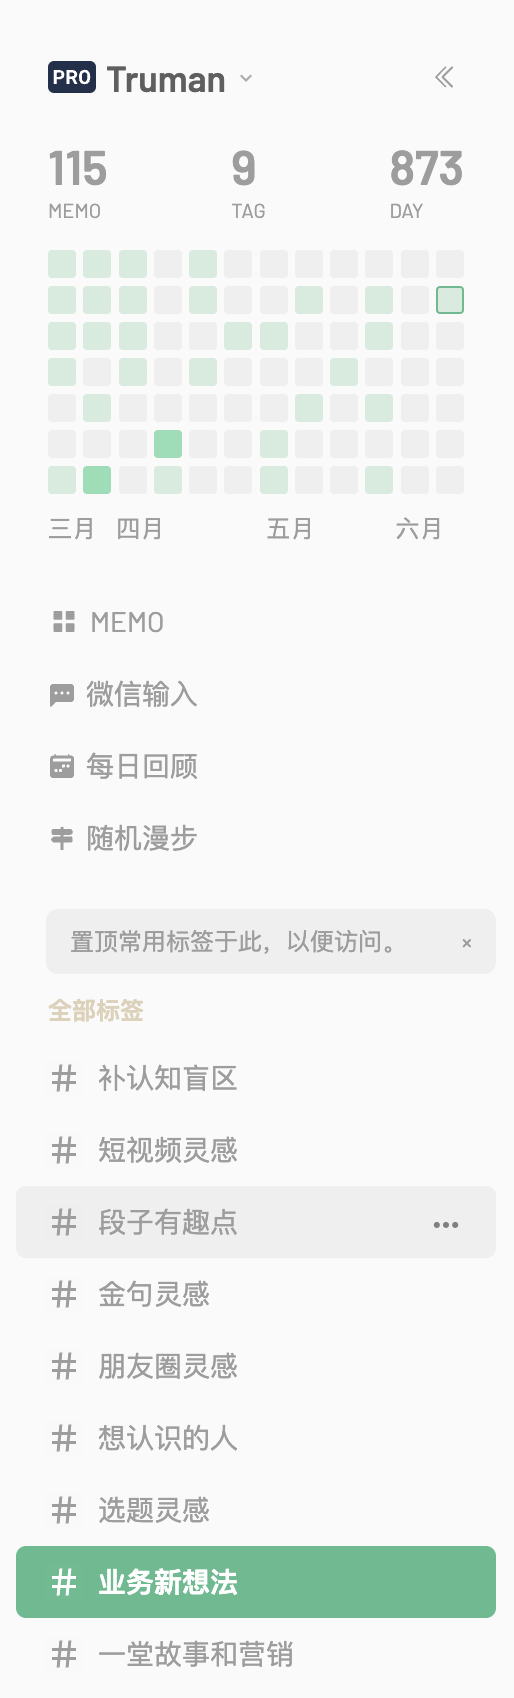 PRO Truman
115 9 873
MEMO TAG DAY
三月 四月 五月 六月
MEMO
微信输入
每日回顾
随机漫步
置顶常用标签于此，以便访问。 ×
全部标签
# 补认知盲区
# 短视频灵感
# 段子有趣点 •••
# 金句灵感
# 朋友圈灵感
# 想认识的人
# 选题灵感
# 业务新想法
# 一堂故事和营销